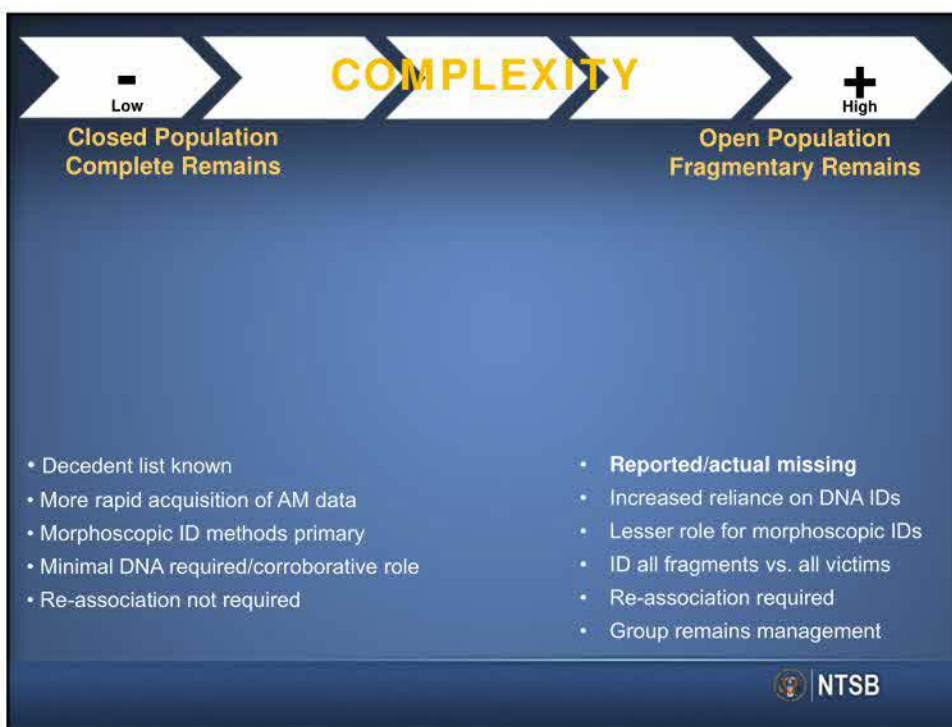 COMPLEXITY
-
Low
+
High
Closed Population
Complete Remains
Open Population
Fragmentary Remains
• Decedent list known
• More rapid acquisition of AM data
• Morphoscopic ID methods primary
• Minimal DNA required/corroborative role
• Re-association not required
• Reported/actual missing
• Increased reliance on DNA IDs
• Lesser role for morphoscopic IDs
• ID all fragments vs. all victims
• Re-association required
• Group remains management
NTSB